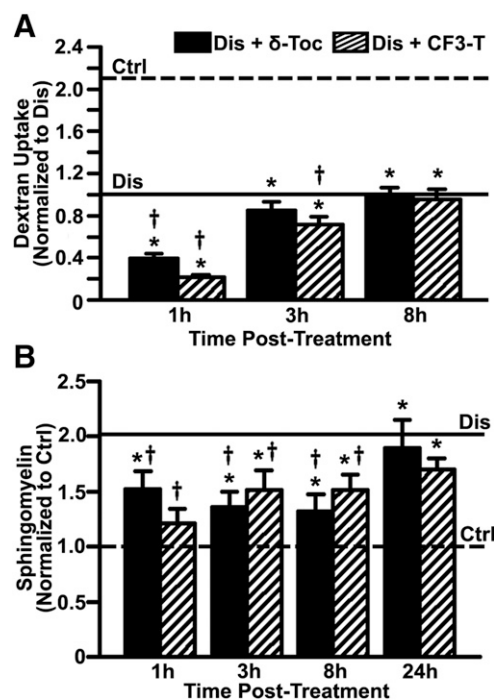 A
Dis + δ-Toc
Dis + CF3-T
Dextran Uptake
(Normalized to Dis)
2.4
2.0
1.6
1.2
0.8
0.4
0
Ctrl
Dis
† * † *
* † *
* *
1h 3h 8h
Time Post-Treatment
B
Sphingomyelin
(Normalized to Ctrl)
2.5
2.0
1.5
1.0
0.5
0
Dis
Ctrl
*† †
† * *†
† * *†
* *
1h 3h 8h 24h
Time Post-Treatment